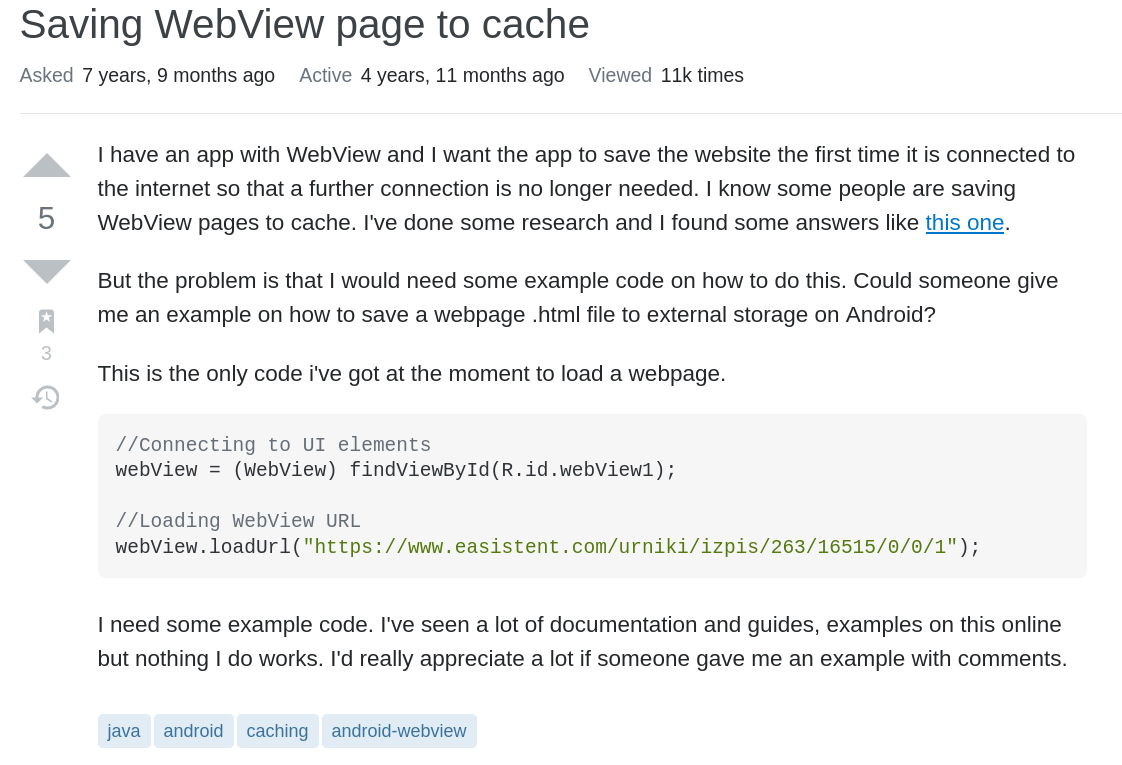 Saving WebView page to cache
Asked 7 years, 9 months ago Active 4 years, 11 months ago Viewed 11k times
I have an app with WebView and I want the app to save the website the first time it is connected to
the internet so that a further connection is no longer needed. I know some people are saving
WebView pages to cache. I've done some research and I found some answers like this one.
5
But the problem is that I would need some example code on how to do this. Could someone give
me an example on how to save a webpage .html file to external storage on Android?
3
This is the only code i've got at the moment to load a webpage.
//Connecting to UI elements
webView = (WebView) findViewById(R.id.webView1);
//Loading WebView URL
webView.loadUrl("https://www.easistent.com/urniki/izpis/263/16515/0/0/1");
I need some example code. I've seen a lot of documentation and guides, examples on this online
but nothing I do works. I'd really appreciate a lot if someone gave me an example with comments.
java android caching android-webview